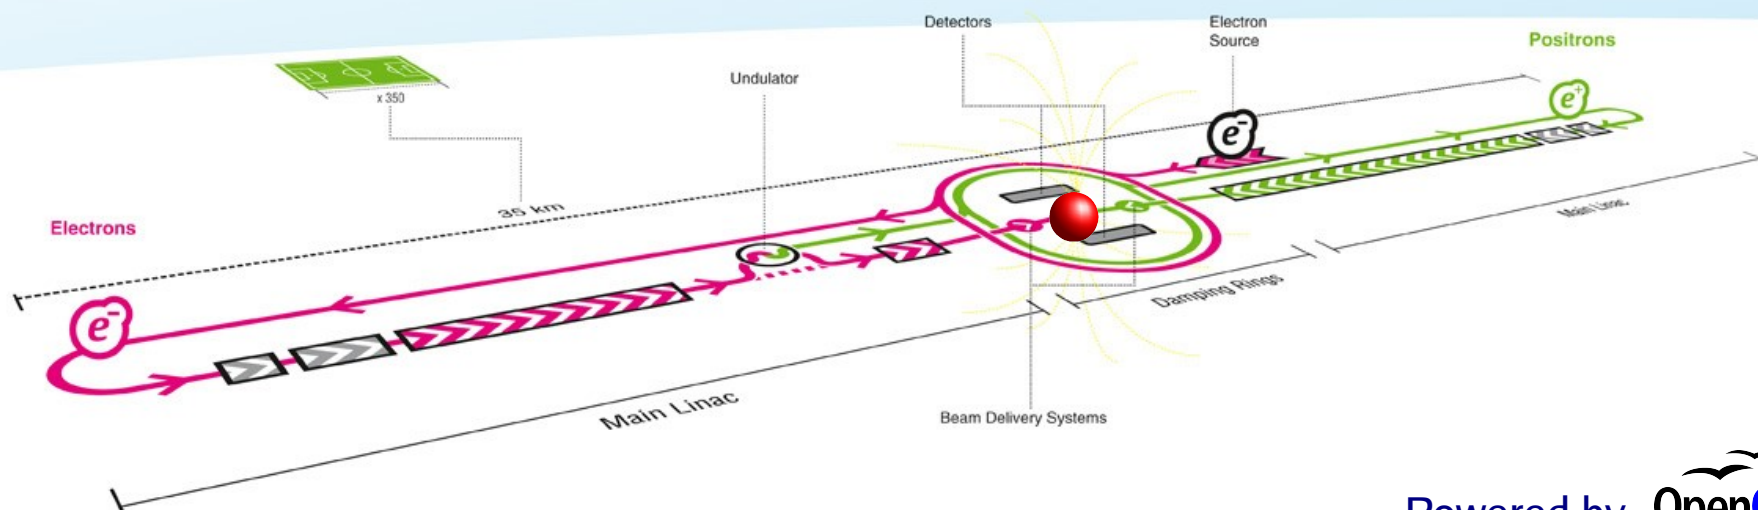 Detectors
Electron
Source
Positrons
Undulator
x 350
e⁺
e⁻
35 km
Electrons
Main Linac
e⁻
Damping Rings
Main Linac
Beam Delivery Systems
Powered by Open